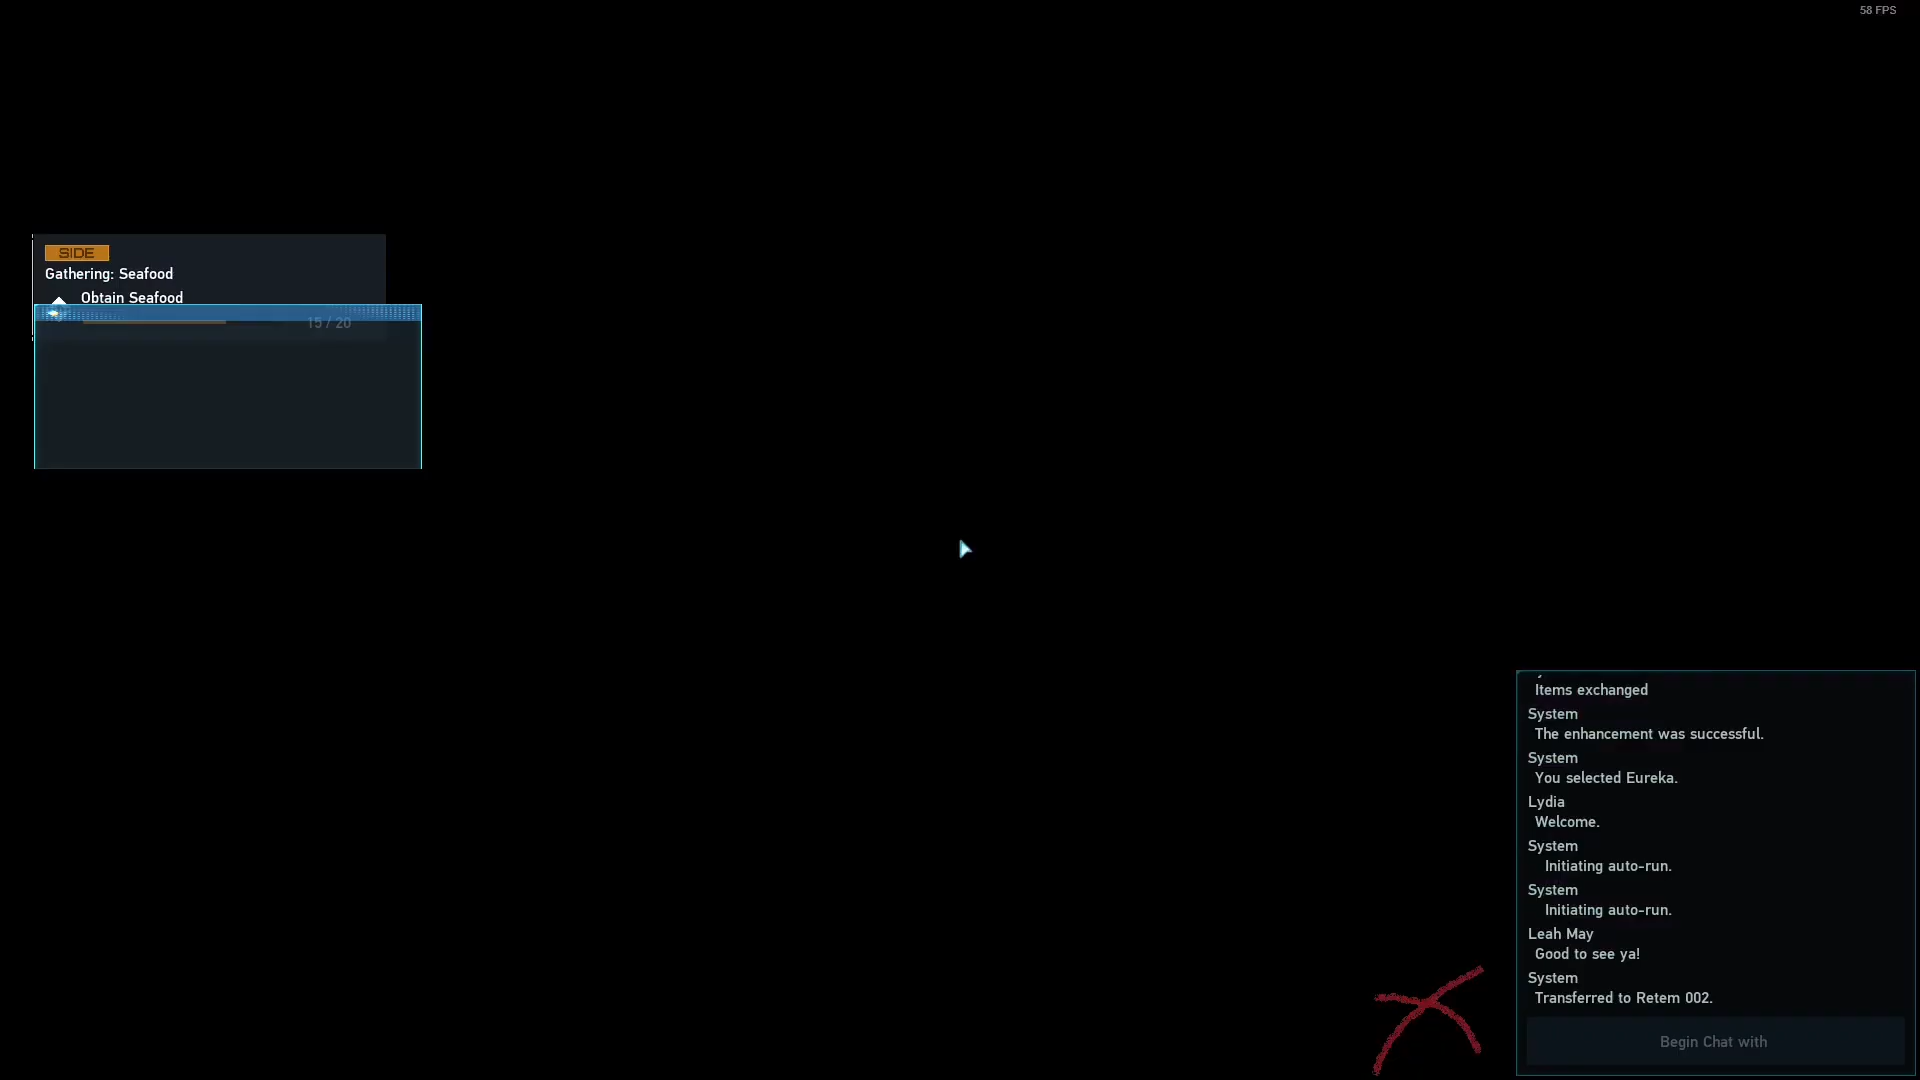 58 FPS
SIDE
Gathering: Seafood
Obtain Seafood
15 / 20
Items exchanged
System
The enhancement was successful.
System
You selected Eureka.
Lydia
Welcome.
System
Initiating auto-run.
System
Initiating auto-run.
Leah May
Good to see ya!
System
Transferred to Retem 002.
Begin Chat with